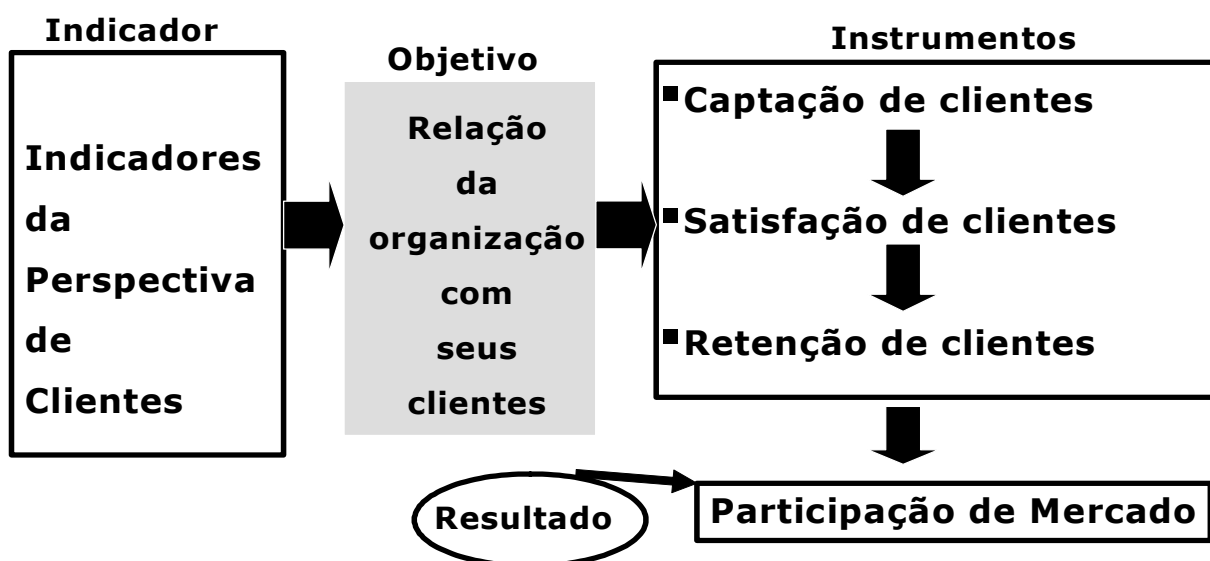 Indicador
Indicadores
da
Perspectiva
de
Clientes
Objetivo
Relação
da
organização
com
seus
clientes
Instrumentos
▪Captação de clientes
▪Satisfação de clientes
▪Retenção de clientes
Resultado
Participação de Mercado